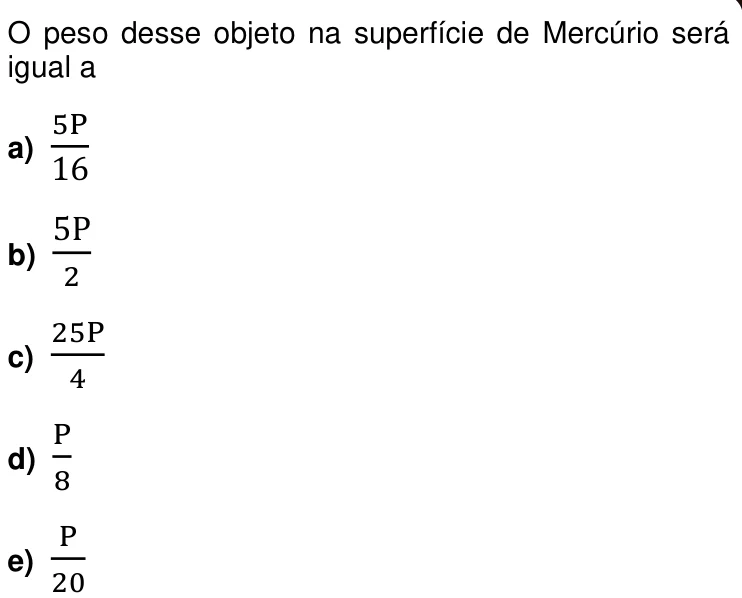 O peso desse objeto na superfície de Mercúrio será
igual a
a) 5P/16
b) 5P/2
c) 25P/4
d) P/8
e) P/20